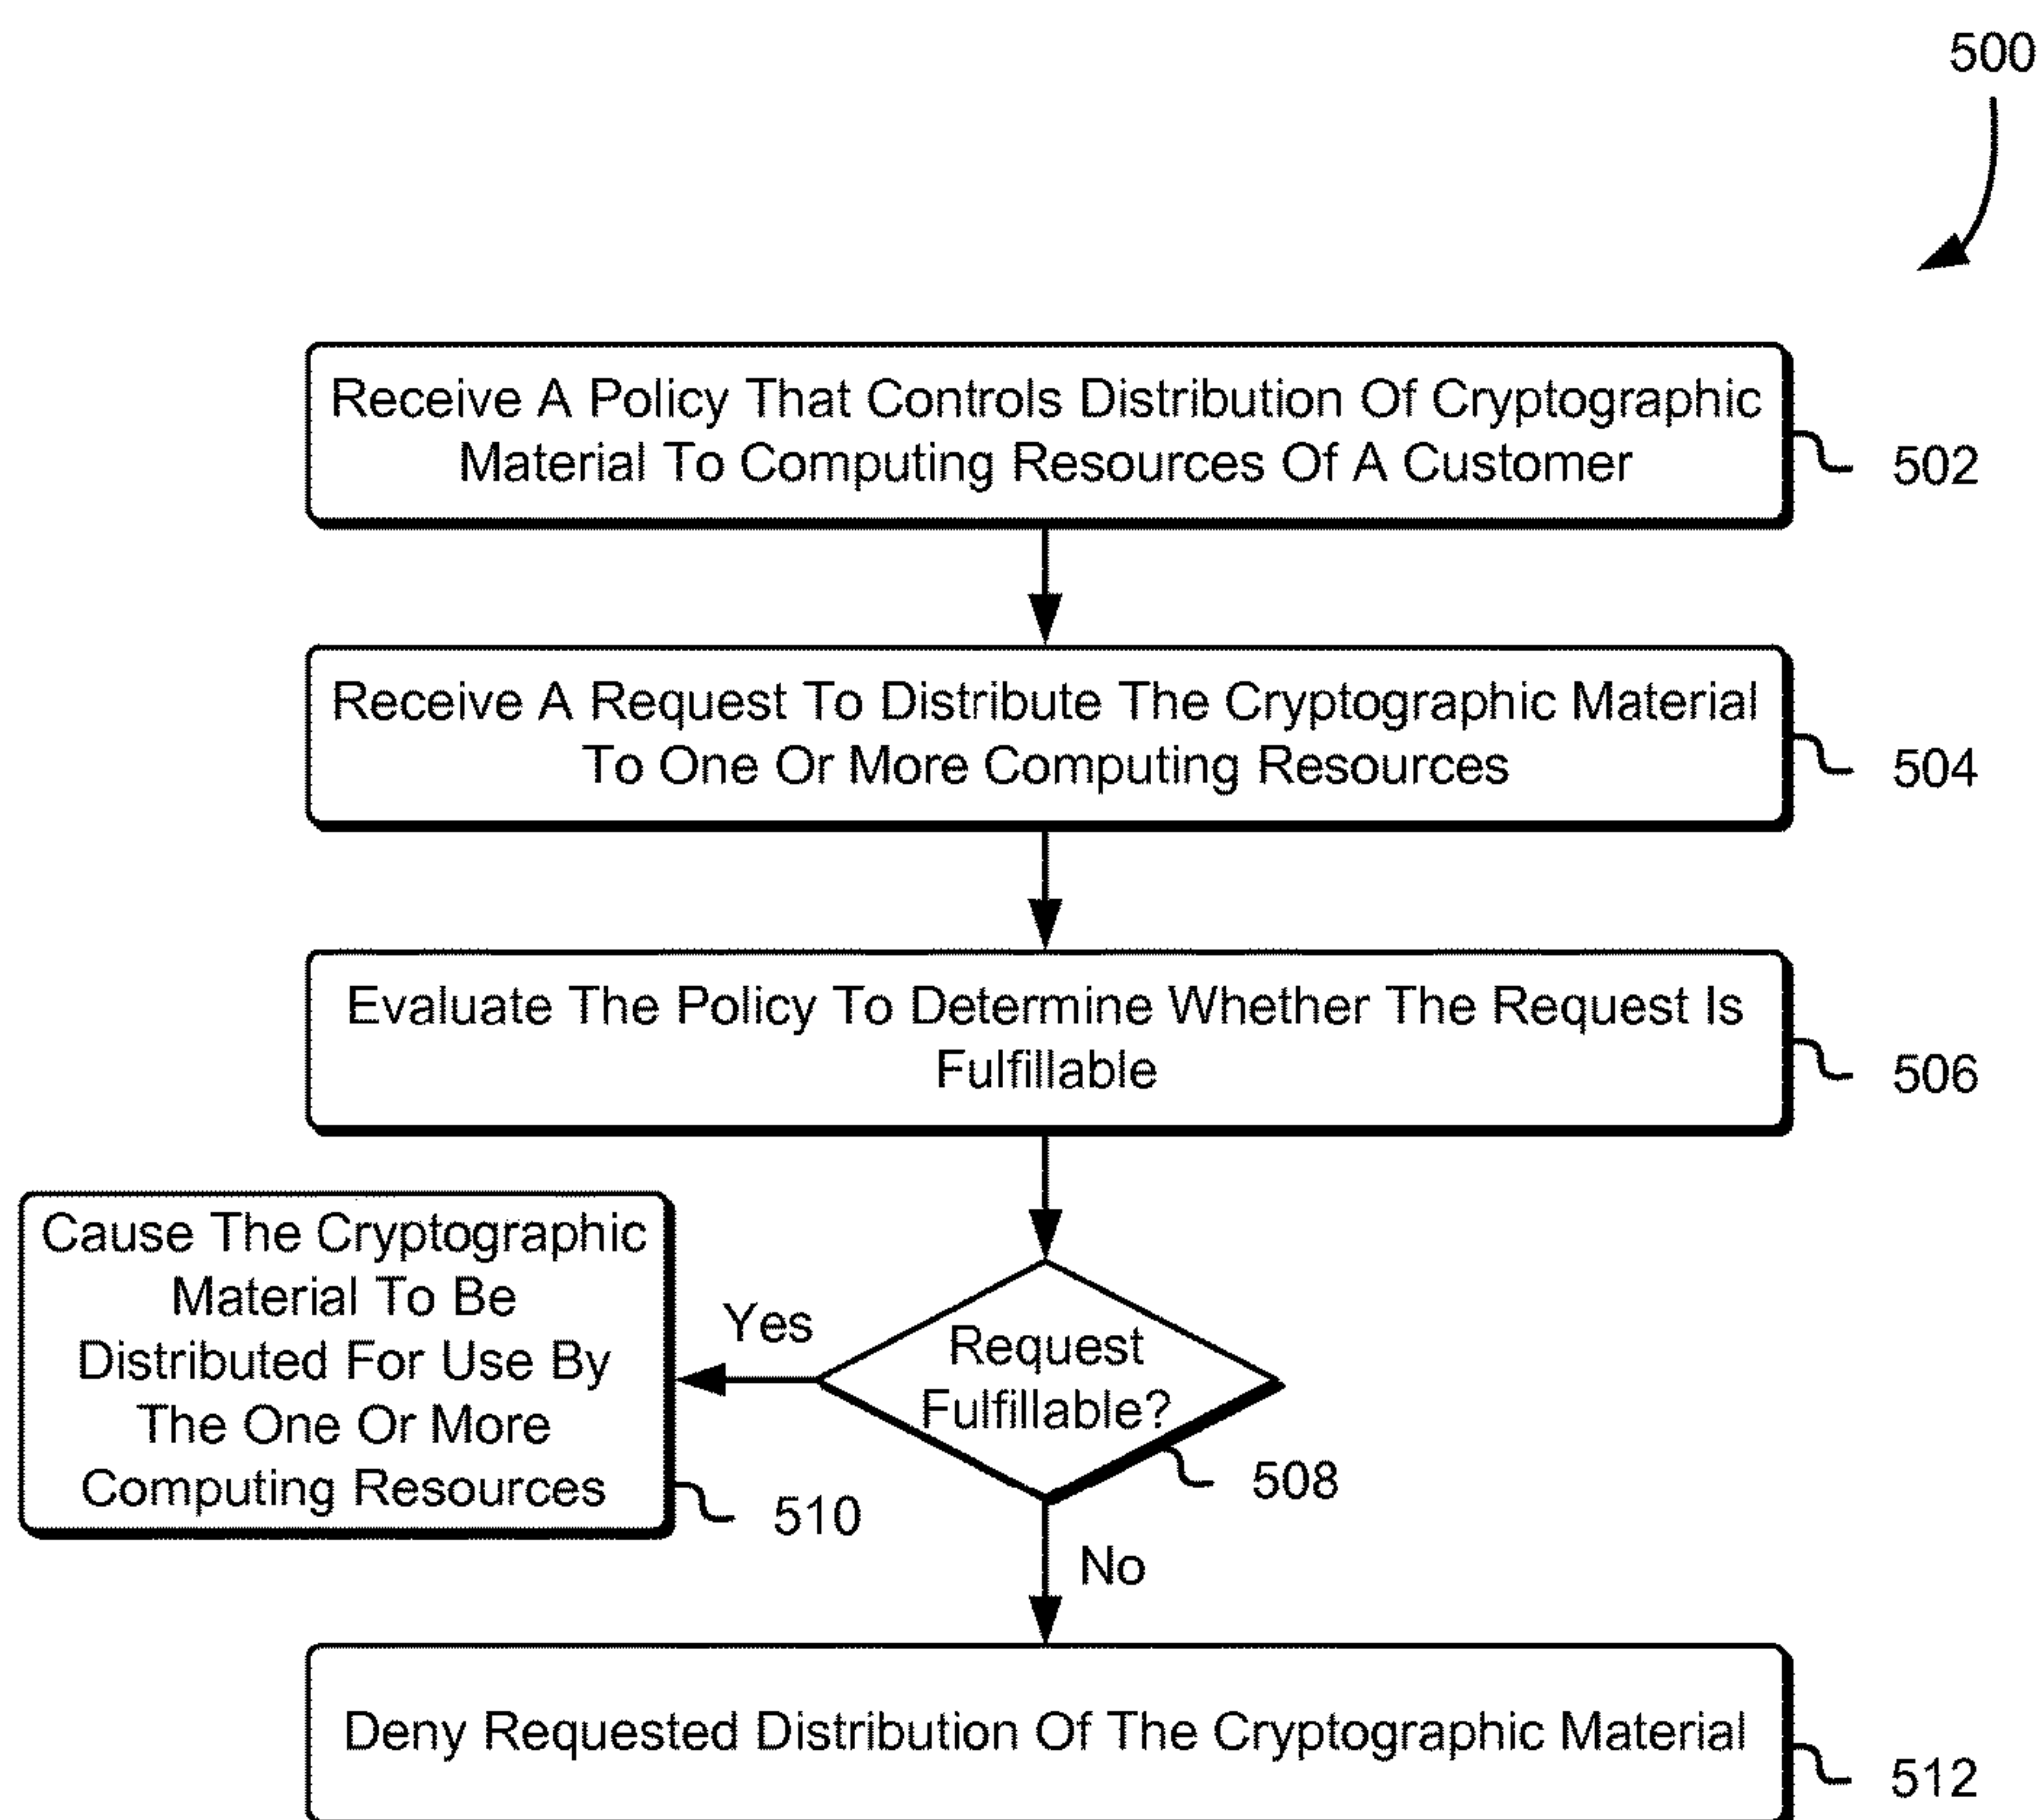 500
Receive A Policy That Controls Distribution Of Cryptographic
Material To Computing Resources Of A Customer
502
Receive A Request To Distribute The Cryptographic Material
To One Or More Computing Resources
504
Evaluate The Policy To Determine Whether The Request Is
Fulfillable
506
Cause The Cryptographic
Material To Be
Distributed For Use By
The One Or More
Computing Resources
510
Yes
Request
Fulfillable?
508
No
Deny Requested Distribution Of The Cryptographic Material
512